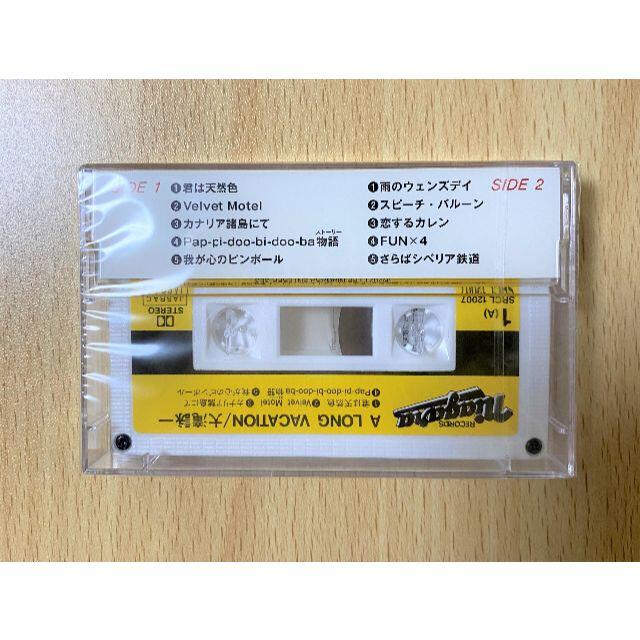 SIDE 1
❶君は天然色
❷Velvet Motel
❸カナリア諸島にて
❹Pap-pi-doo-bi-doo-ba物語
ストーリー
❺我が心のピンボール
SIDE 2
❶雨のウェンズデイ
❷スピーチ・バルーン
❸恋するカレン
❹FUN×4
❺さらばシベリア鉄道
Niagara
RECORDS
A LONG VACATION/大滝詠一
❶君は天然色 ❷Velvet Motel ❸カナリア諸島にて
❹Pap-pi-doo-bi-doo-ba 物語 ❺我が心のピンボール
1 (A)
SRCL 12007
STEREO
JASRAC